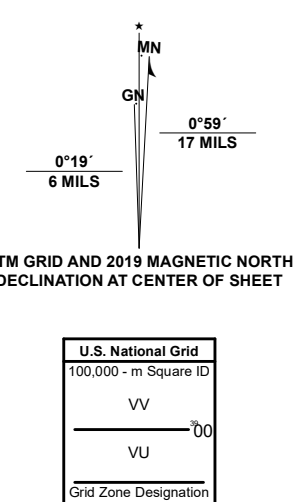 ★
MN
GN
0°59´
17 MILS
0°19´
6 MILS
TM GRID AND 2019 MAGNETIC NORTH
DECLINATION AT CENTER OF SHEET
U.S. National Grid
100,000 - m Square ID
VV
3900
VU
Grid Zone Designation